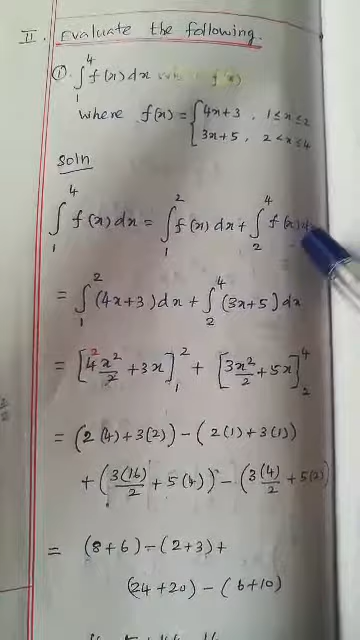 II. Evaluate the following.
① ∫₁⁴ f(x) dx
where f(x) = { 4x+3 , 1≤x≤2
3x+5 , 2<x≤4
Soln
∫₁⁴ f(x) dx = ∫₁² f(x) dx + ∫₂⁴ f(x) dx
= ∫₁² (4x+3) dx + ∫₂⁴ (3x+5) dx
= [4x²/2 + 3x]₁² + [3x²/2 + 5x]₂⁴
= (2(4)+3(2)) − (2(1)+3(1))
+ (3(16)/2 + 5(4)) − (3(4)/2 + 5(2)
= (8+6) − (2+3) +
(24+20) − (6+10)